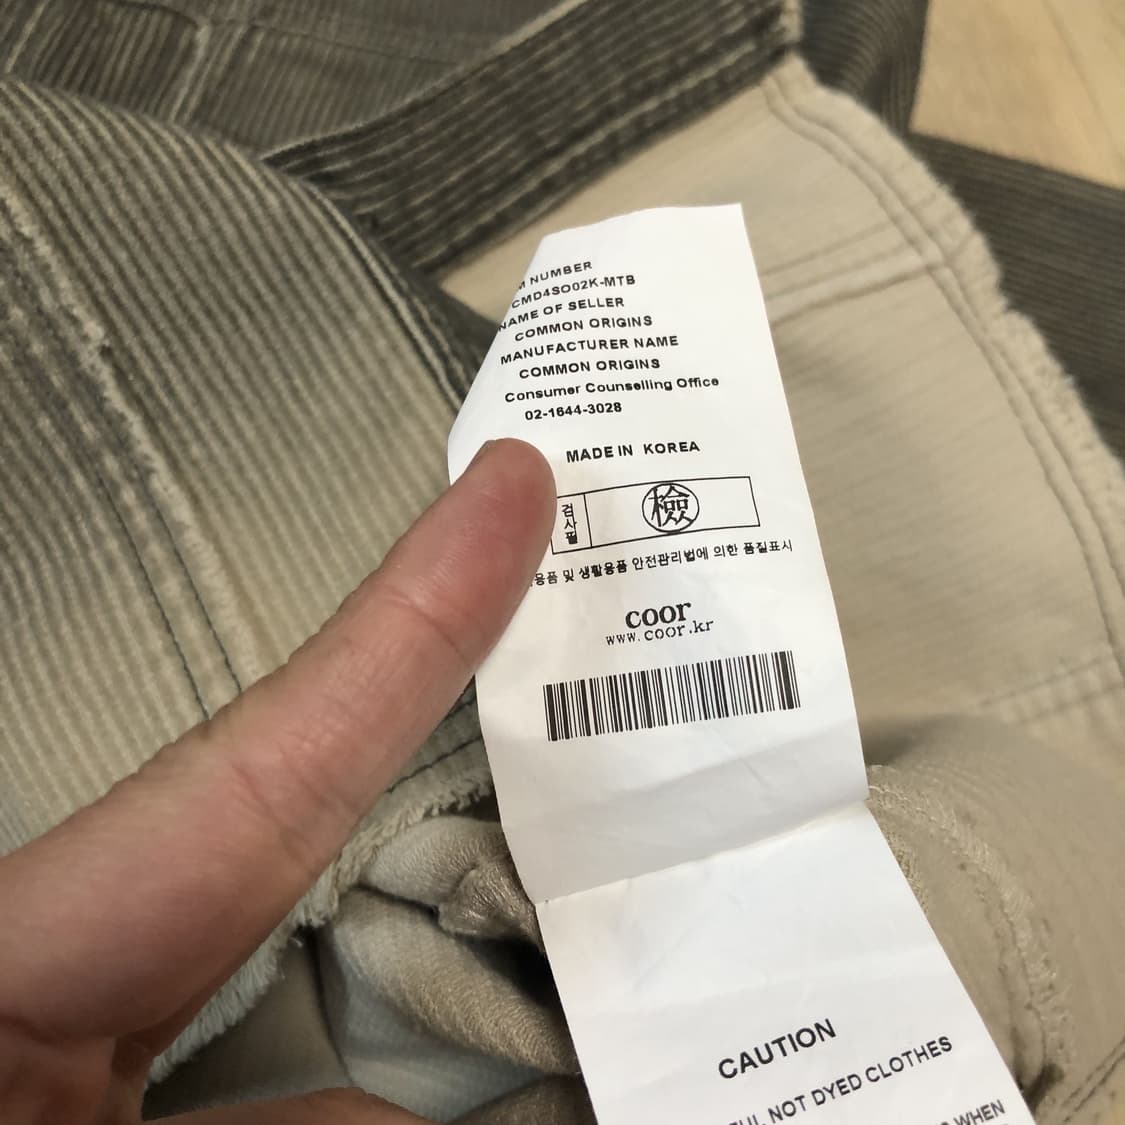 NUMBER
CMD4SO02K-MTB
NAME OF SELLER
COMMON ORIGINS
MANUFACTURER NAME
COMMON ORIGINS
Consumer Counselling Office
02-1644-3028
MADE IN KOREA
검사필
檢
용품 및 생활용품 안전관리법에 의한 품질표시
coor
www.coor.kr
CAUTION
NOT DYED CLOTHES
WHEN